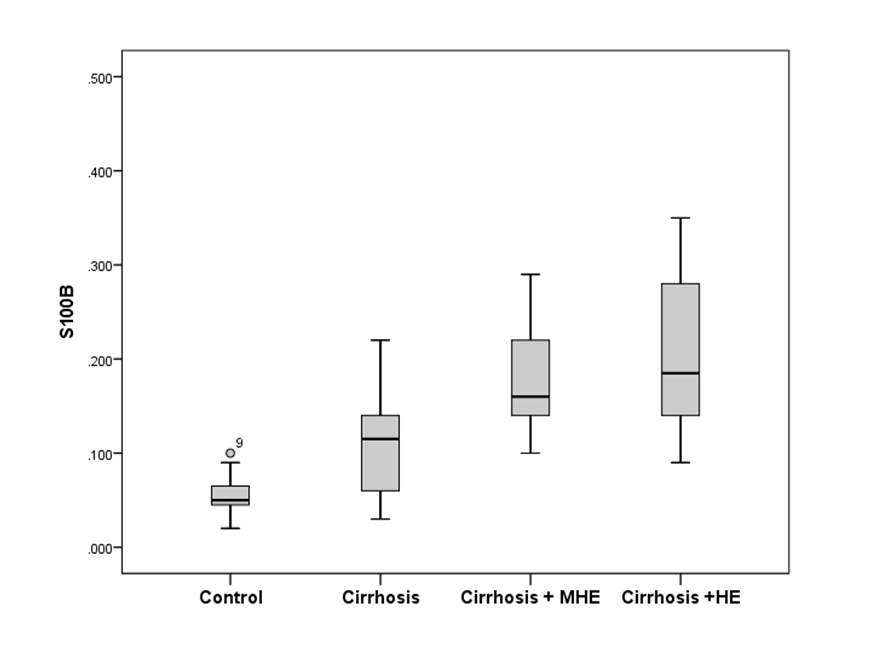 .500
.400
.300
.200
.100
.000
S100B
9
Control
Cirrhosis
Cirrhosis + MHE
Cirrhosis +HE